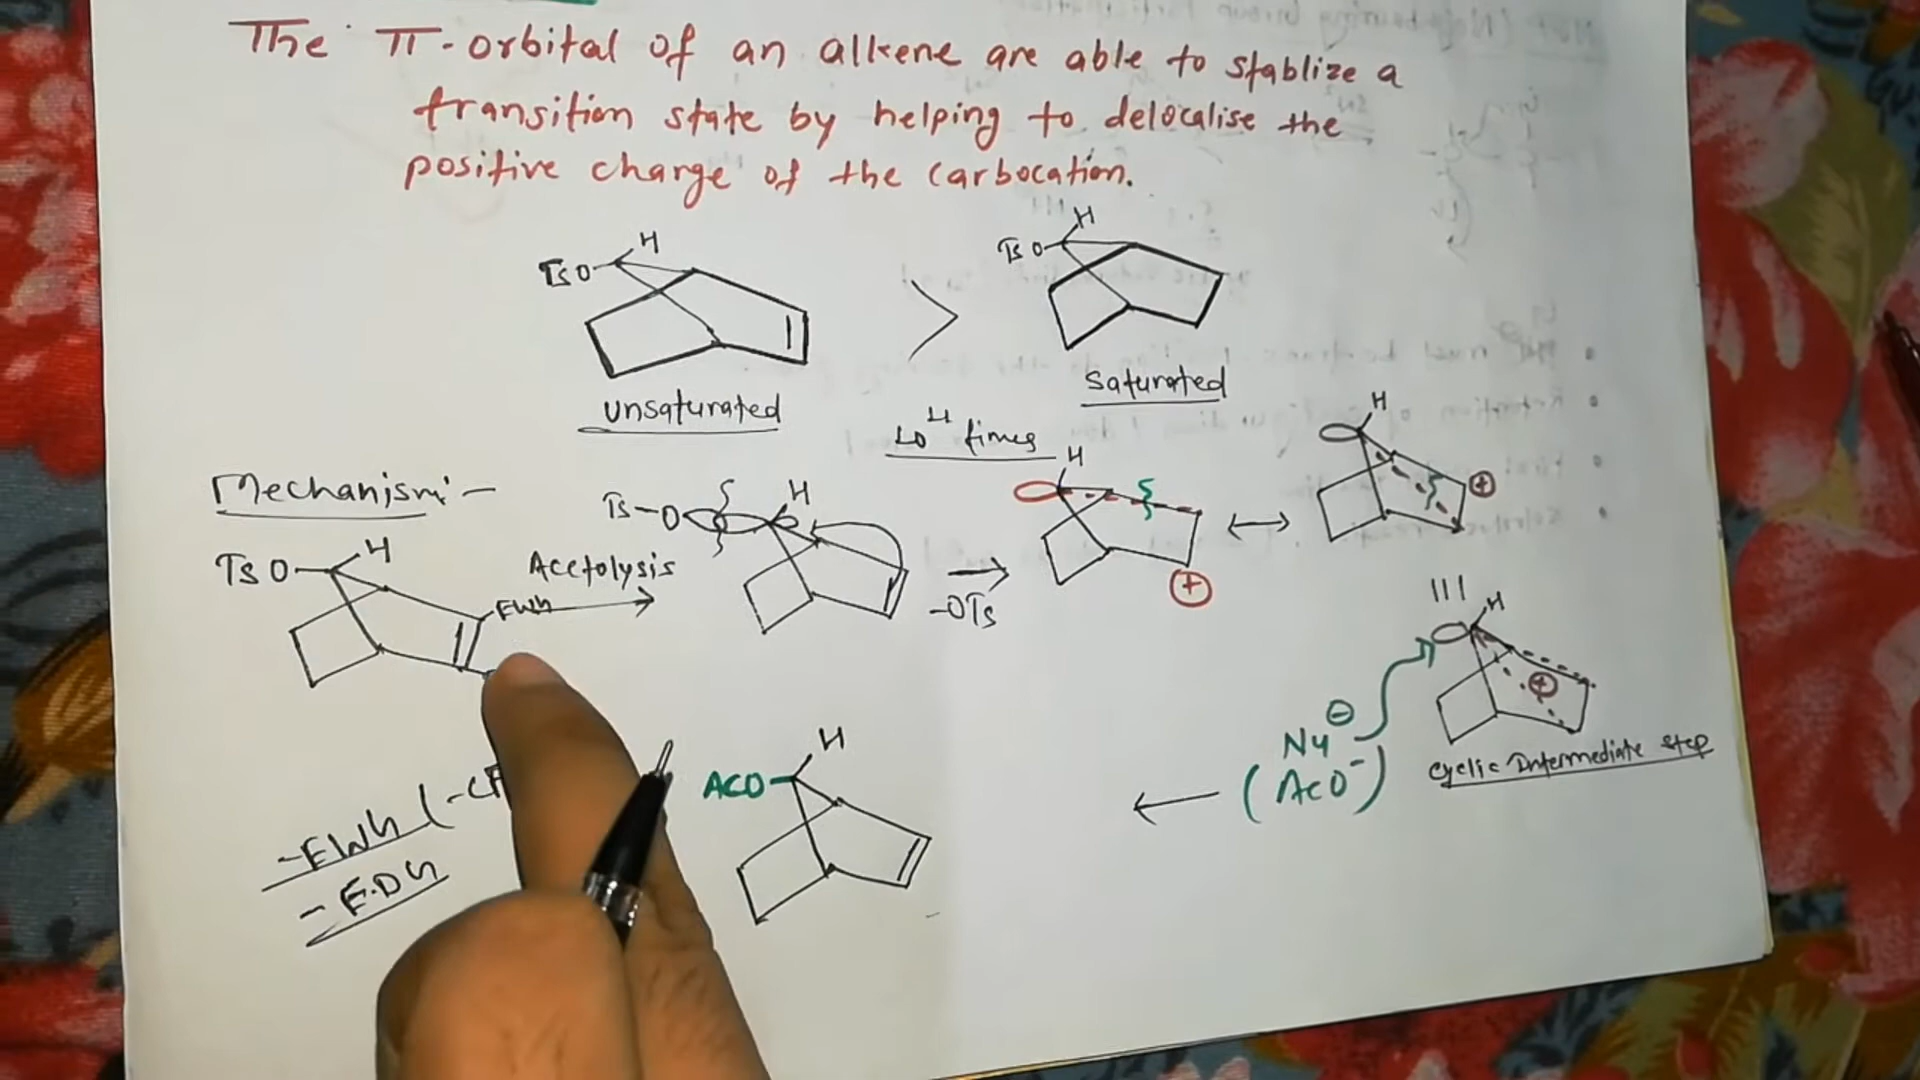 The π-orbital of an alkene are able to stablize a
transition state by helping to delocalise the
positive charge of the carbocation.
TsO H
TsO H
>
Unsaturated
Saturated
10⁴ times
Mechanism:-
TsO H
EWG
Acetolysis
Ts-O H
-OTs
H
⊕
H
⊕
H
⊕
Cyclic Intermediate step
Nu⊖
(AcO⁻)
ACO H
-EWG (-CF
-EDG